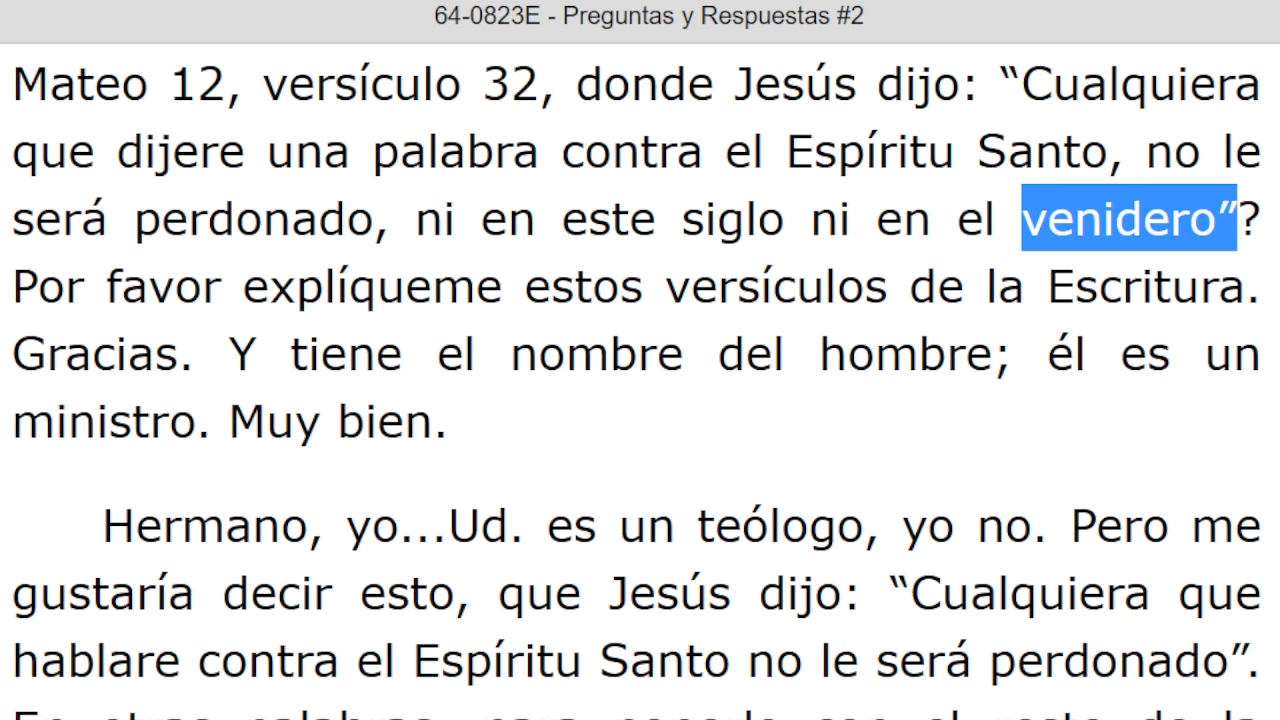 64-0823E - Preguntas y Respuestas #2
Mateo 12, versículo 32, donde Jesús dijo: “Cualquiera
que dijere una palabra contra el Espíritu Santo, no le
será perdonado, ni en este siglo ni en el venidero”?
Por favor explíqueme estos versículos de la Escritura.
Gracias. Y tiene el nombre del hombre; él es un
ministro. Muy bien.
Hermano, yo...Ud. es un teólogo, yo no. Pero me
gustaría decir esto, que Jesús dijo: “Cualquiera que
hablare contra el Espíritu Santo no le será perdonado”.